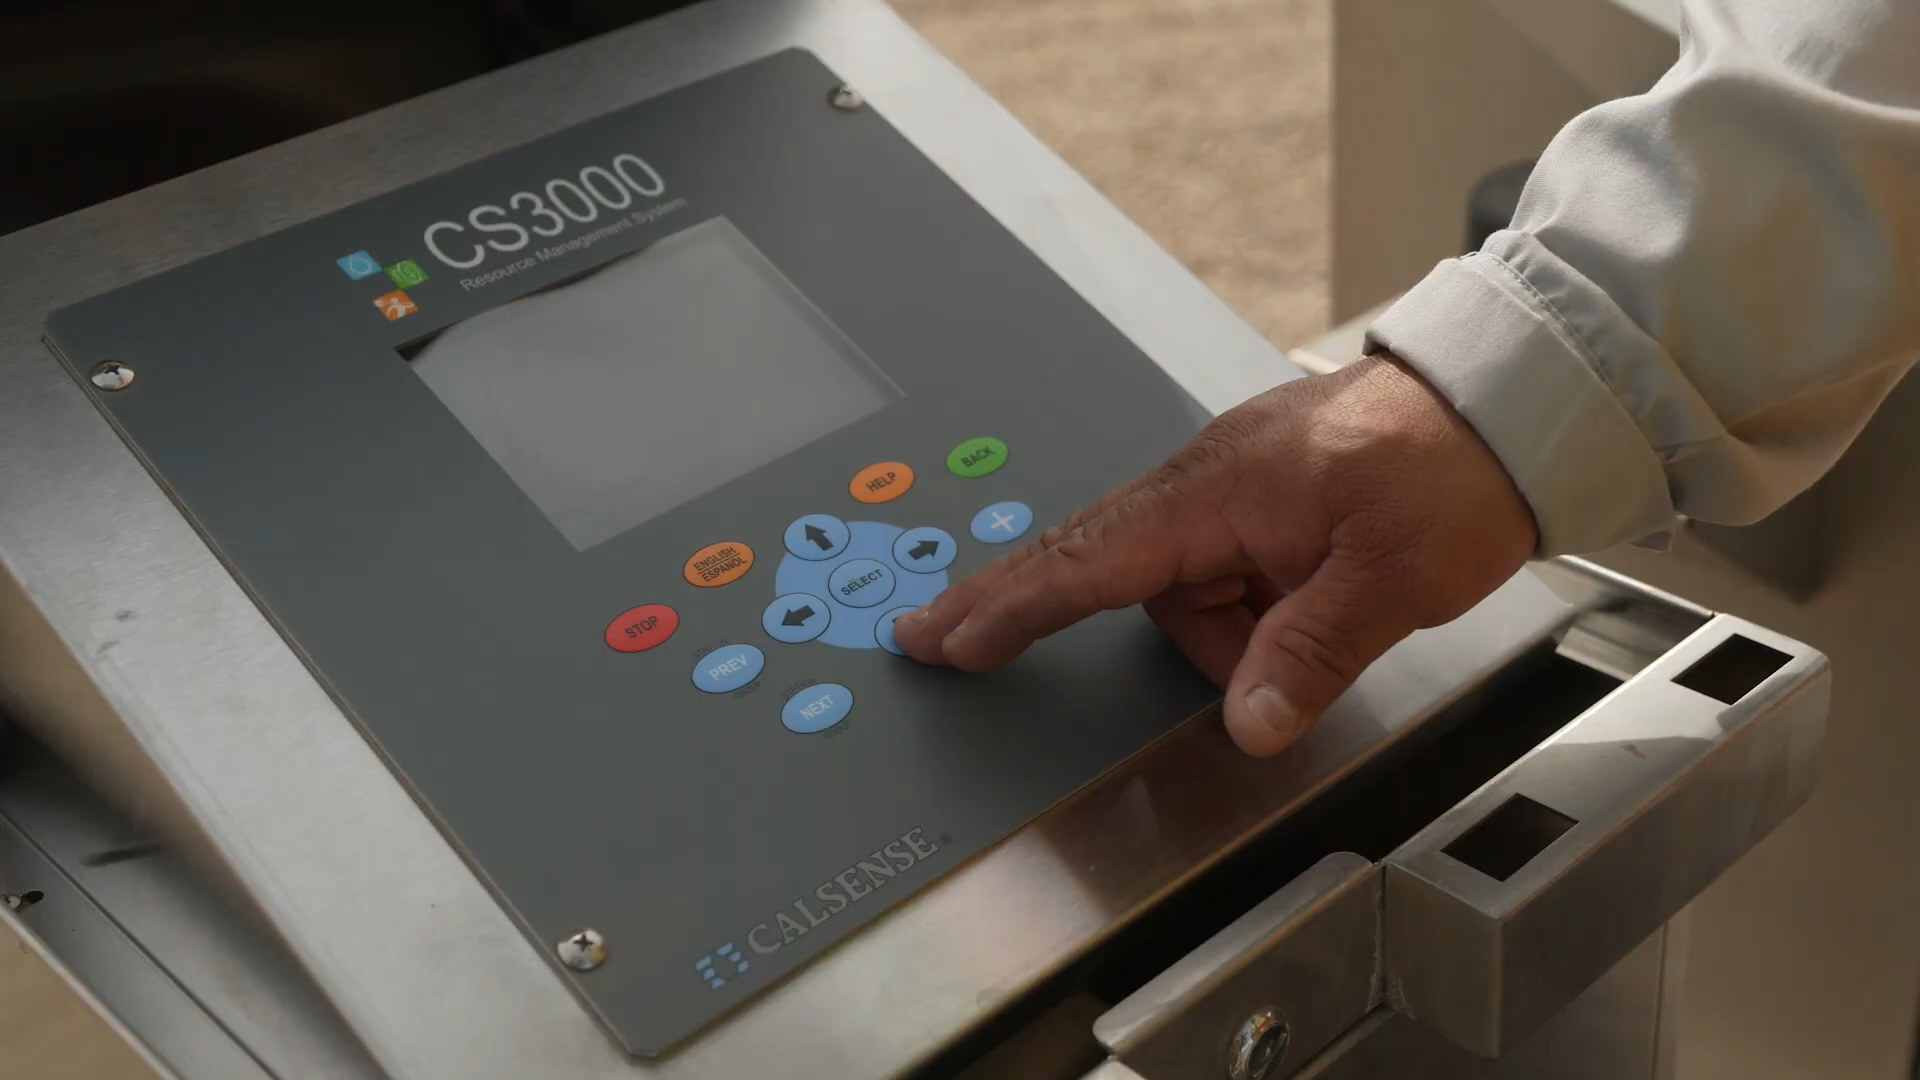 CS3000
Resource Management System
HELP
BACK
ENGLISH
ESPAÑOL
SELECT
STOP
PREV
NEXT
CALSENSE®